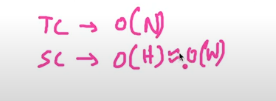 TC → O(N)
SC → O(H) ≈ O(W)